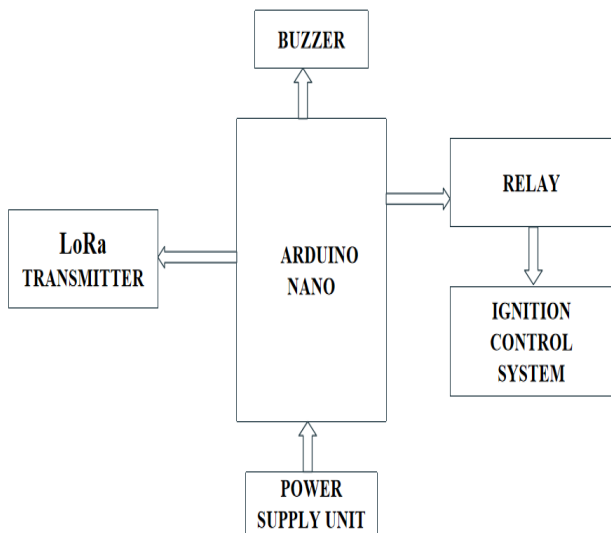 BUZZER
RELAY
LoRa
TRANSMITTER
ARDUINO
NANO
IGNITION
CONTROL
SYSTEM
POWER
SUPPLY UNIT